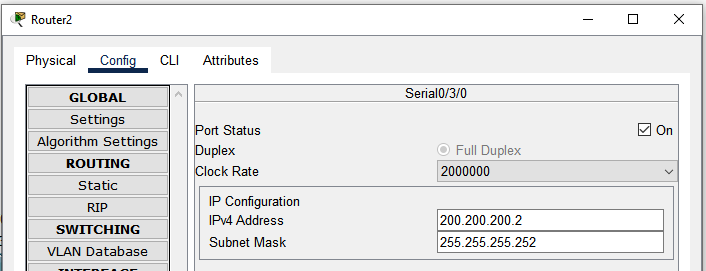 Router2
Physical Config CLI Attributes
GLOBAL
Settings
Algorithm Settings
ROUTING
Static
RIP
SWITCHING
VLAN Database
INTERFACE
Serial0/3/0
Port Status On
Duplex Full Duplex
Clock Rate 2000000
IP Configuration
IPv4 Address 200.200.200.2
Subnet Mask 255.255.255.252